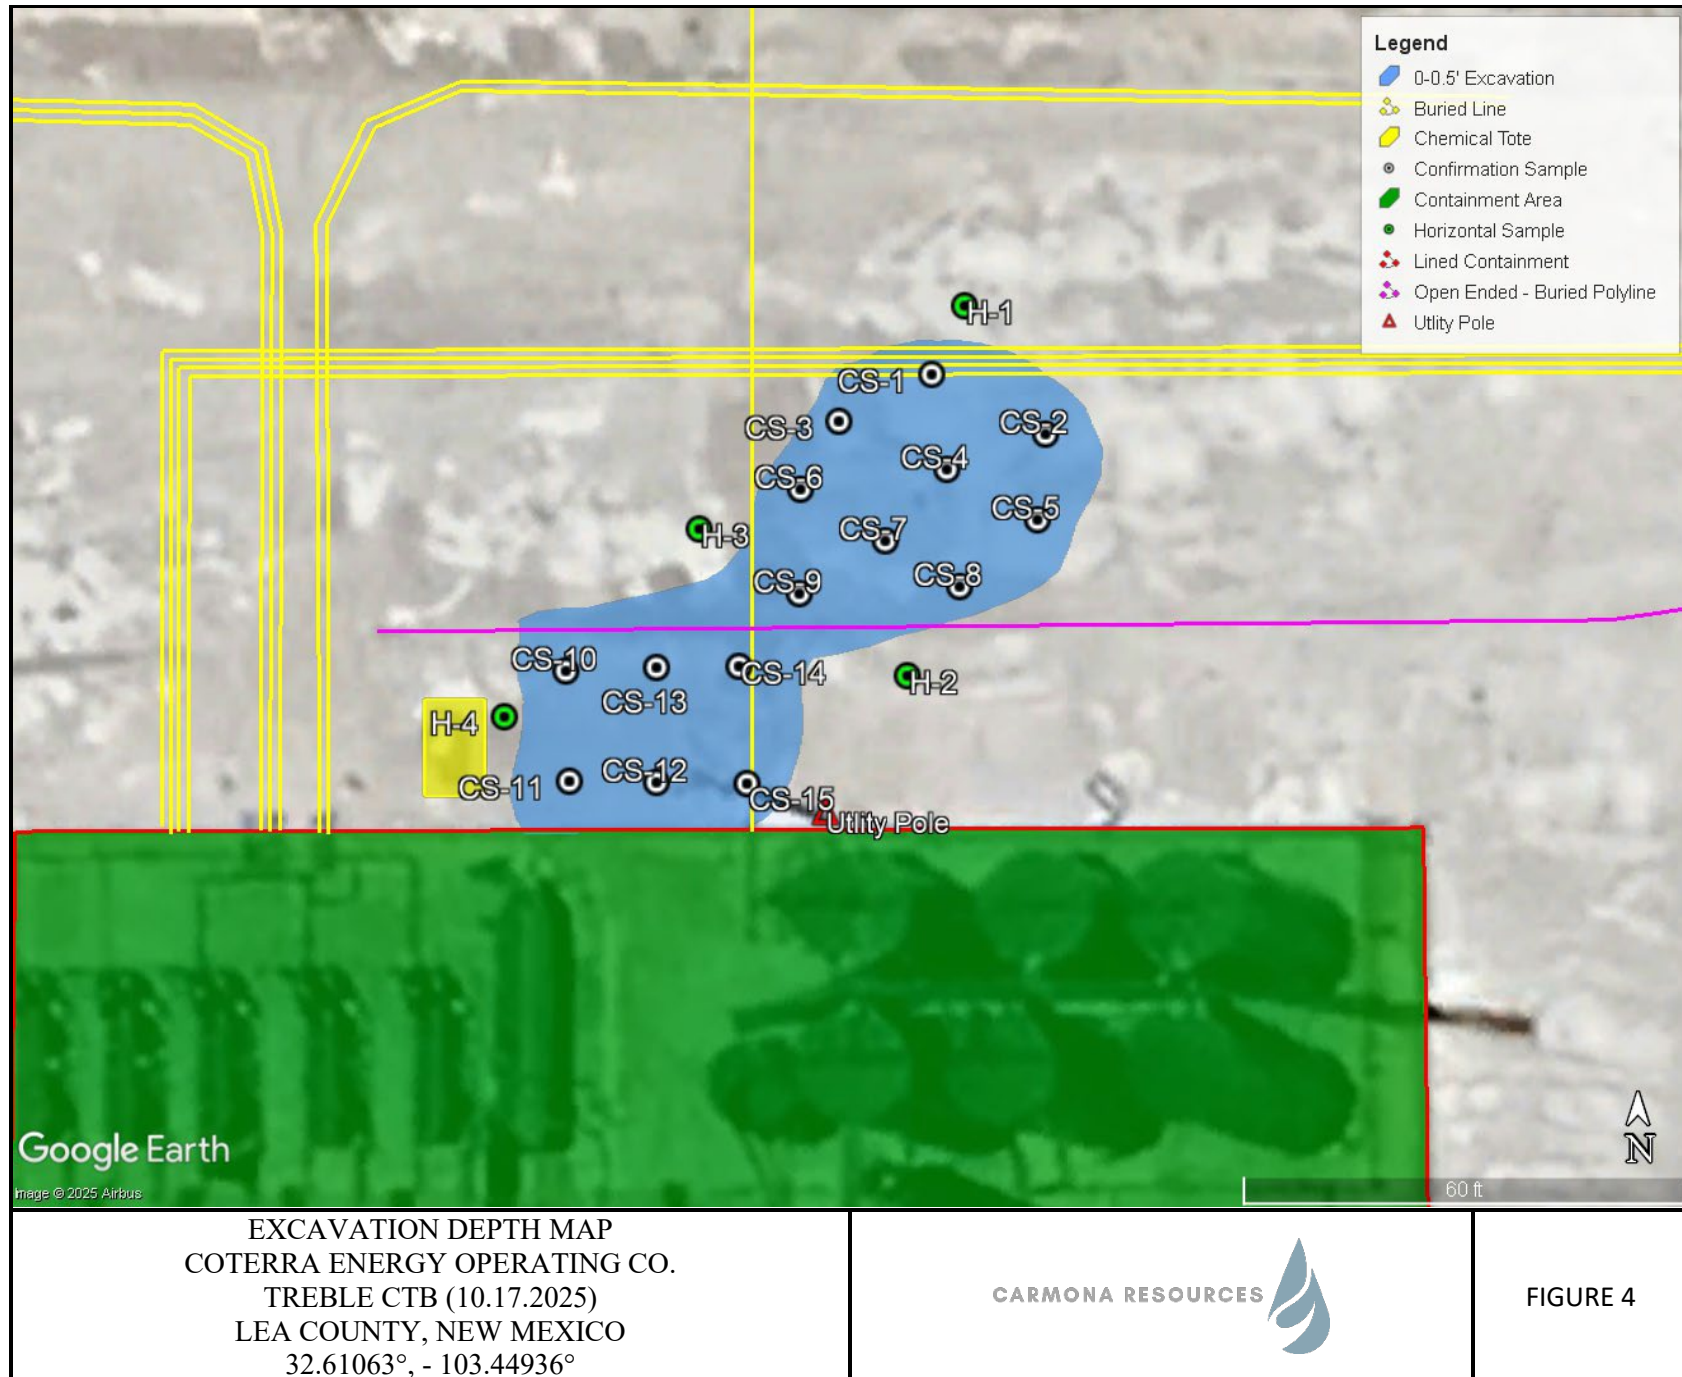 Legend
0-0.5' Excavation
Buried Line
Chemical Tote
Confirmation Sample
Containment Area
Horizontal Sample
Lined Containment
Open Ended - Buried Polyline
Utlity Pole
H-1
CS-1
CS-3
CS-2
CS-4
CS-6
CS-5
CS-7
H-3
CS-8
CS-9
CS-10
CS-14
H-2
CS-13
H-4
CS-12
CS-11
CS-15
Utlity Pole
Google Earth
Image © 2025 Airbus
N
60 ft
EXCAVATION DEPTH MAP
COTERRA ENERGY OPERATING CO.
TREBLE CTB (10.17.2025)
LEA COUNTY, NEW MEXICO
32.61063°, - 103.44936°
CARMONA RESOURCES
FIGURE 4